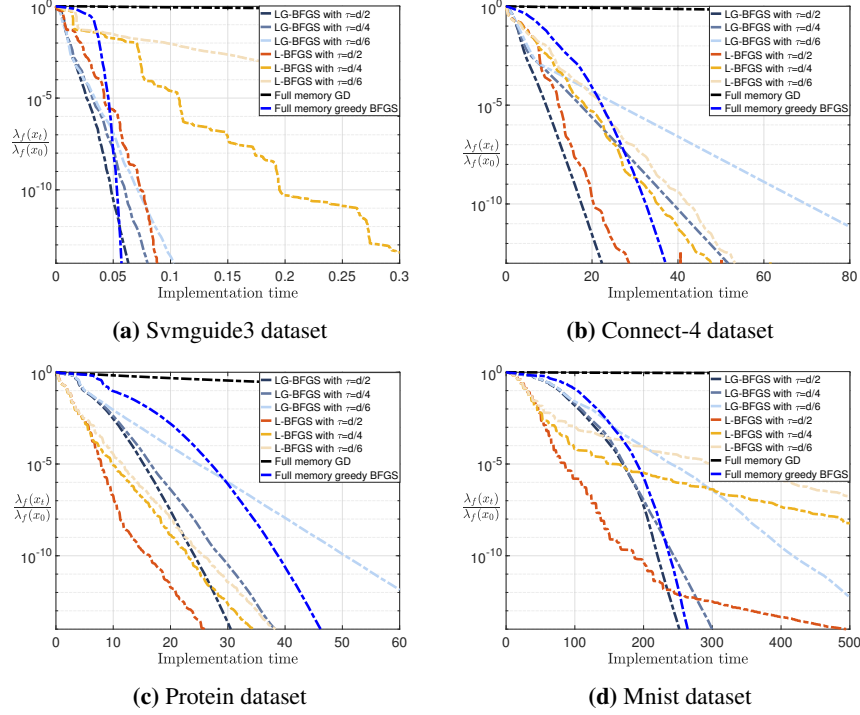 10^0
10^-5
10^-10
λ_f(x_t)
λ_f(x_0)
LG-BFGS with τ=d/2
LG-BFGS with τ=d/4
LG-BFGS with τ=d/6
L-BFGS with τ=d/2
L-BFGS with τ=d/4
L-BFGS with τ=d/6
Full memory GD
Full memory greedy BFGS
0 0.05 0.1 0.15 0.2 0.25 0.3
Implementation time
(a) Svmguide3 dataset
10^0
10^-5
10^-10
λ_f(x_t)
λ_f(x_0)
LG-BFGS with τ=d/2
LG-BFGS with τ=d/4
LG-BFGS with τ=d/6
L-BFGS with τ=d/2
L-BFGS with τ=d/4
L-BFGS with τ=d/6
Full memory GD
Full memory greedy BFGS
0 20 40 60 80
Implementation time
(b) Connect-4 dataset
10^0
10^-5
10^-10
λ_f(x_t)
λ_f(x_0)
LG-BFGS with τ=d/2
LG-BFGS with τ=d/4
LG-BFGS with τ=d/6
L-BFGS with τ=d/2
L-BFGS with τ=d/4
L-BFGS with τ=d/6
Full memory GD
Full memory greedy BFGS
0 10 20 30 40 50 60
Implementation time
(c) Protein dataset
10^0
10^-5
10^-10
λ_f(x_t)
λ_f(x_0)
LG-BFGS with τ=d/2
LG-BFGS with τ=d/4
LG-BFGS with τ=d/6
L-BFGS with τ=d/2
L-BFGS with τ=d/4
L-BFGS with τ=d/6
Full memory GD
Full memory greedy BFGS
0 100 200 300 400 500
Implementation time
(d) Mnist dataset